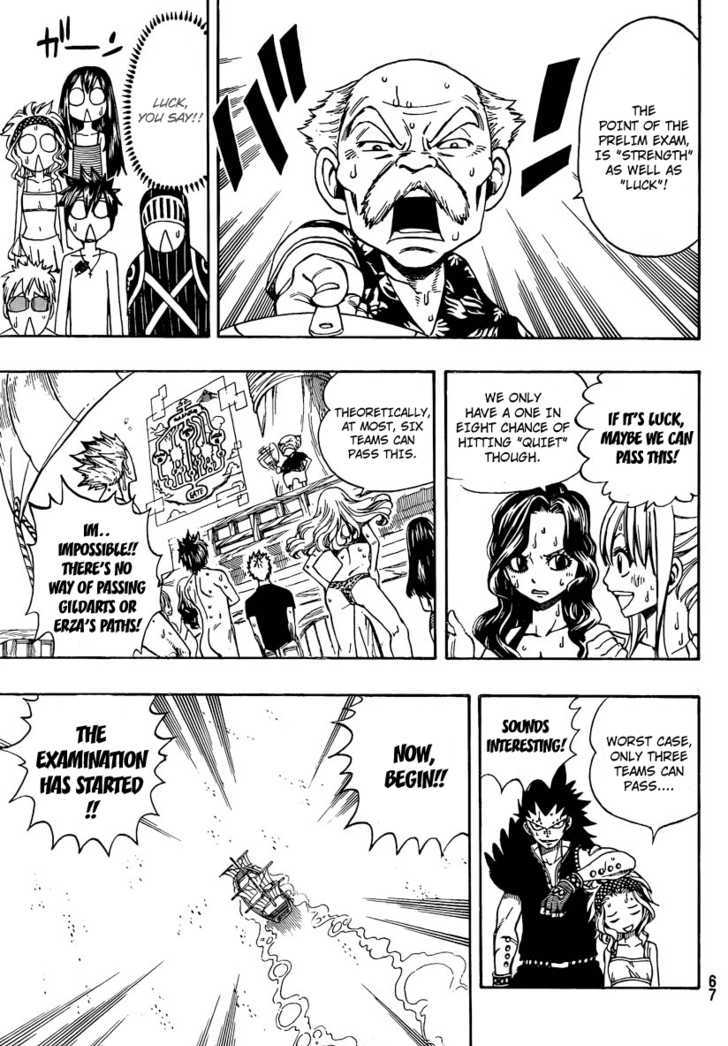 THE
POINT OF THE
PRELIM EXAM,
IS "STRENGTH"
AS WELL AS
"LUCK"!
LUCK,
YOU SAY!!
ガーン
IF IT'S LUCK,
MAYBE WE CAN
PASS THIS!
WE ONLY
HAVE A ONE IN
EIGHT CHANCE OF
HITTING "QUIET"
THOUGH.
THEORETICALLY,
AT MOST, SIX
TEAMS CAN
PASS THIS.
GATE
IM..
IMPOSSIBLE!!
THERE'S NO
WAY OF PASSING
GILDARTS OR
ERZA'S PATHS!
WORST CASE,
ONLY THREE
TEAMS CAN
PASS....
SOUNDS
INTERESTING!
NOW,
BEGIN!!
THE
EXAMINATION
HAS STARTED
!!
67